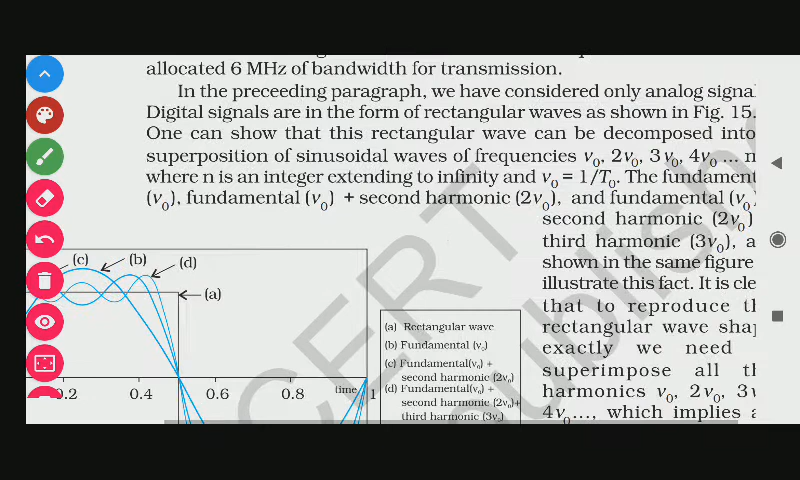 allocated 6 MHz of bandwidth for transmission.
In the preceeding paragraph, we have considered only analog signal
Digital signals are in the form of rectangular waves as shown in Fig. 15.
One can show that this rectangular wave can be decomposed into
superposition of sinusoidal waves of frequencies ν₀, 2ν₀, 3ν₀, 4ν₀ ... n
where n is an integer extending to infinity and ν₀ = 1/T₀. The fundament
(ν₀), fundamental (ν₀) + second harmonic (2ν₀), and fundamental (ν₀)
second harmonic (2ν₀)
third harmonic (3ν₀), a
shown in the same figure
illustrate this fact. It is cle
that to reproduce th
rectangular wave shap
exactly we need
superimpose all th
harmonics ν₀, 2ν₀, 3ν
4ν₀..., which implies a
(c) (b) (d)
(a)
0.2 0.4 0.6 0.8 time 1
(a) Rectangular wave
(b) Fundamental (ν₀)
(c) Fundamental(ν₀) +
second harmonic (2ν₀)
(d) Fundamental(ν₀) +
second harmonic (2ν₀)+
third harmonic (3ν₀)